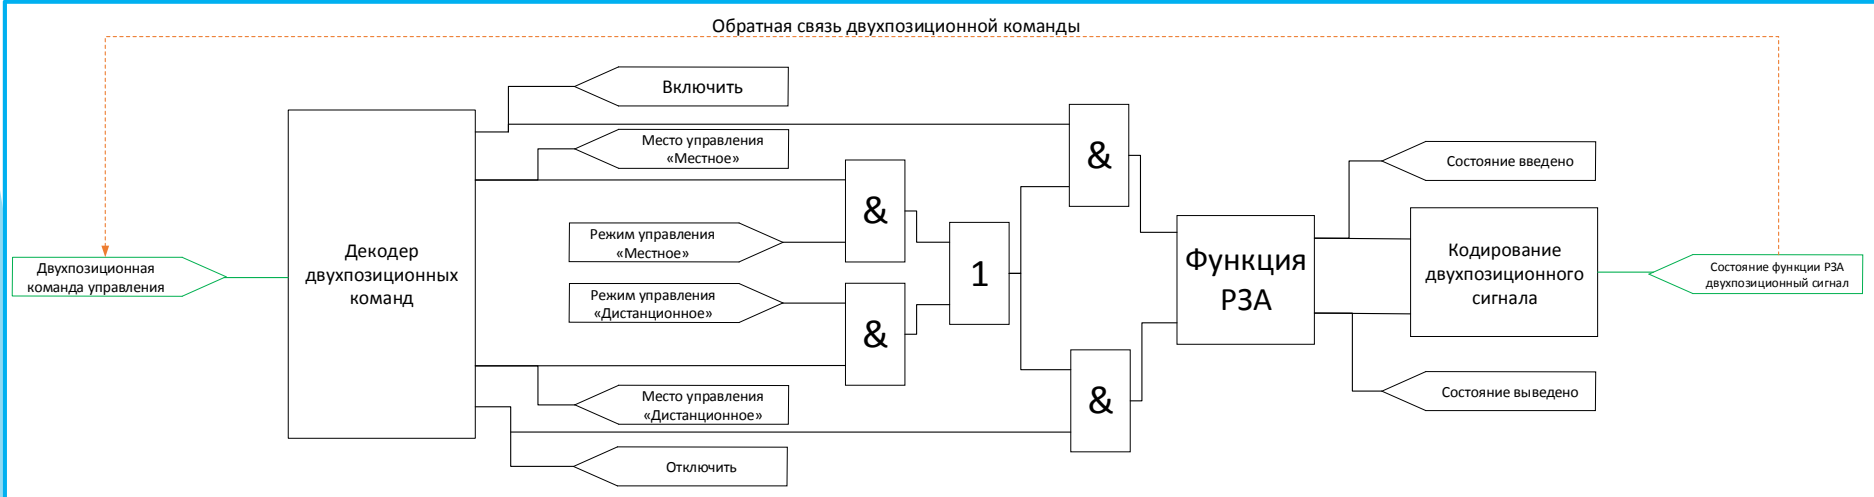 Обратная связь двухпозиционной команды
Включить
Место управления
«Местное»
&
Состояние введено
&
Режим управления
«Местное»
Двухпозиционная
команда управления
Декодер
двухпозиционных
команд
1
Функция
РЗА
Кодирование
двухпозиционного
сигнала
Состояние функции РЗА
двухпозиционный сигнал
Режим управления
«Дистанционное»
&
Место управления
«Дистанционное»
&
Состояние выведено
Отключить